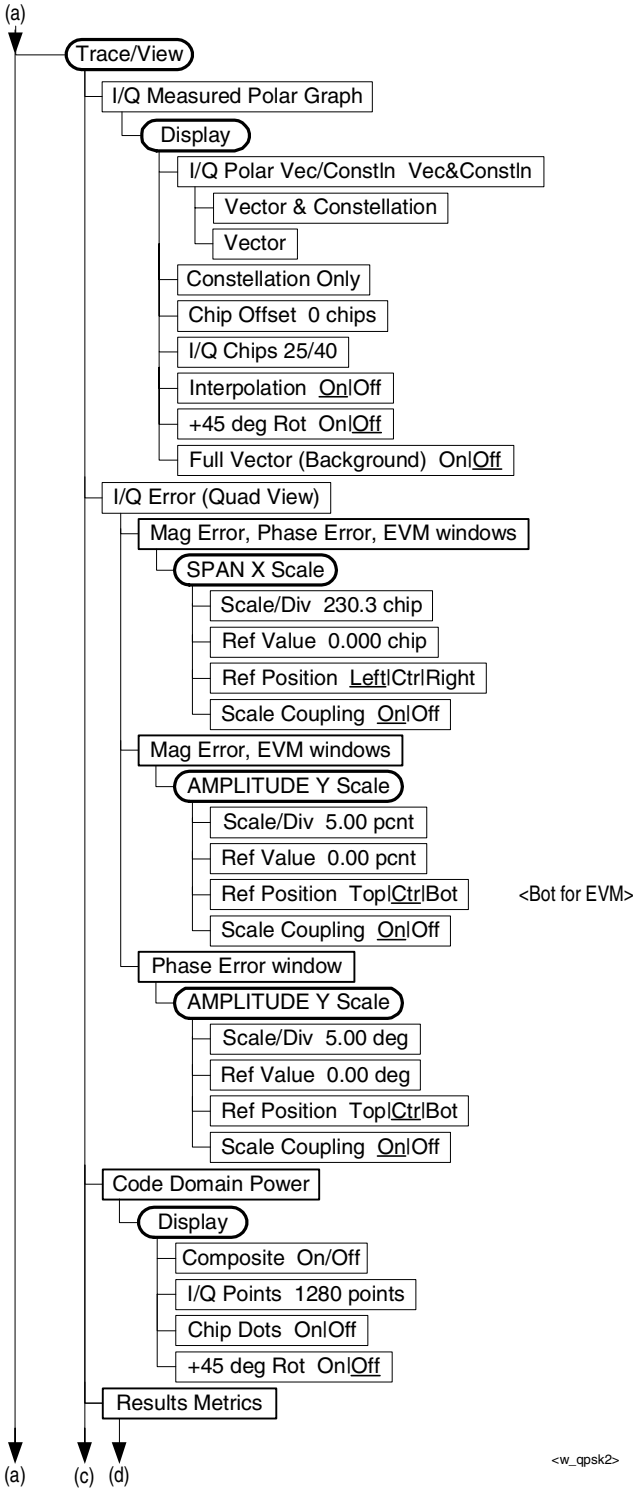 (a)
Trace/View
I/Q Measured Polar Graph
Display
I/Q Polar Vec/Constln Vec&Constln
Vector & Constellation
Vector
Constellation Only
Chip Offset 0 chips
I/Q Chips 25/40
Interpolation On|Off
+45 deg Rot On|Off
Full Vector (Background) On|Off
I/Q Error (Quad View)
Mag Error, Phase Error, EVM windows
SPAN X Scale
Scale/Div 230.3 chip
Ref Value 0.000 chip
Ref Position Left|Ctr|Right
Scale Coupling On|Off
Mag Error, EVM windows
AMPLITUDE Y Scale
Scale/Div 5.00 pcnt
Ref Value 0.00 pcnt
Ref Position Top|Ctr|Bot <Bot for EVM>
Scale Coupling On|Off
Phase Error window
AMPLITUDE Y Scale
Scale/Div 5.00 deg
Ref Value 0.00 deg
Ref Position Top|Ctr|Bot
Scale Coupling On|Off
Code Domain Power
Display
Composite On/Off
I/Q Points 1280 points
Chip Dots On|Off
+45 deg Rot On|Off
Results Metrics
(a) (c) (d)
<w_qpsk2>